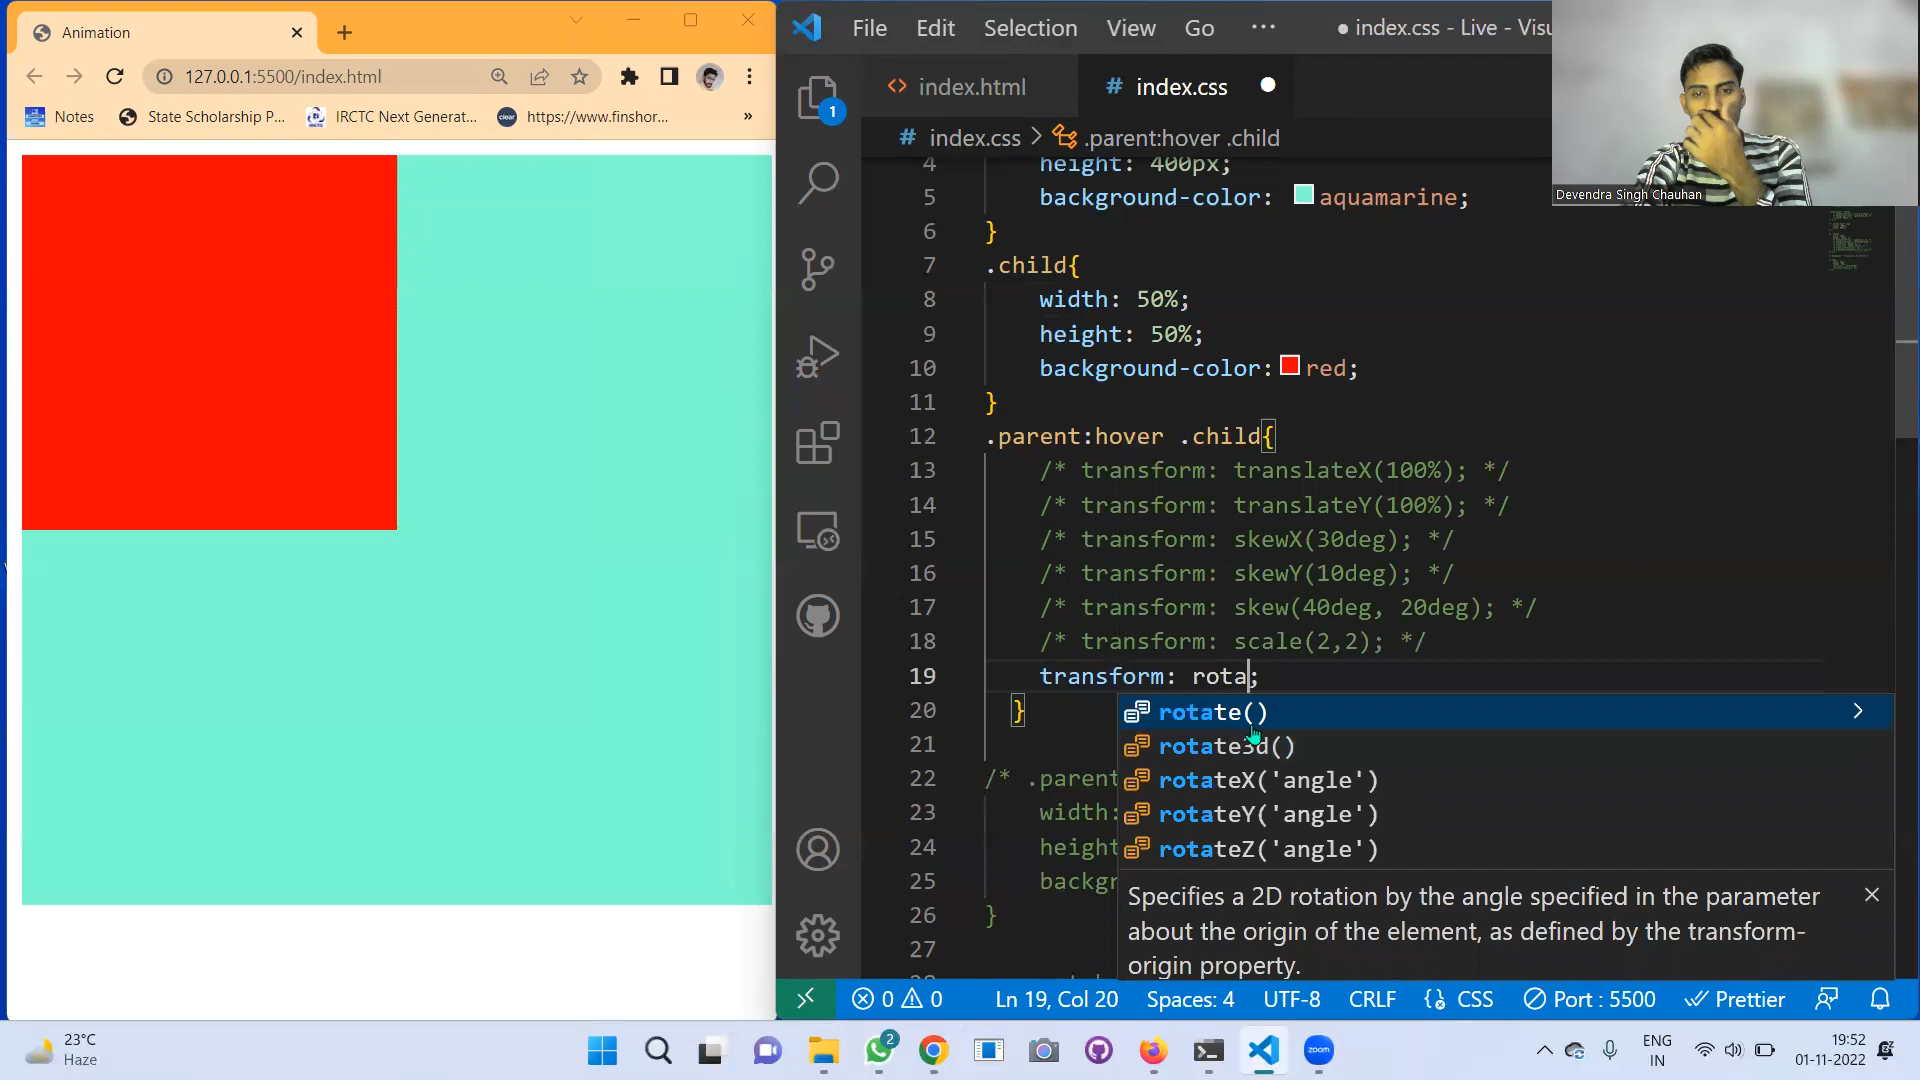 Animation
127.0.0.1:5500/index.html
Notes
State Scholarship P...
IRCTC Next Generat...
clear
https://www.finshor...
»
File Edit Selection View Go ···
● index.css - Live - Visu
1
<> index.html
# index.css
# index.css > .parent:hover .child
4 height: 400px;
5 background-color: aquamarine;
6 }
7 .child{
8 width: 50%;
9 height: 50%;
10 background-color: red;
11 }
12 .parent:hover .child{
13 /* transform: translateX(100%); */
14 /* transform: translateY(100%); */
15 /* transform: skewX(30deg); */
16 /* transform: skewY(10deg); */
17 /* transform: skew(40deg, 20deg); */
18 /* transform: scale(2,2); */
19 transform: rota;
20 }
21
22 /* .parent
23 width:
24 height
25 backgr
26 }
27
rotate()
rotate3d()
rotateX('angle')
rotateY('angle')
rotateZ('angle')
Specifies a 2D rotation by the angle specified in the parameter
about the origin of the element, as defined by the transform-
origin property.
Devendra Singh Chauhan
0 0 Ln 19, Col 20 Spaces: 4 UTF-8 CRLF CSS Port : 5500 Prettier
23°C
Haze
2
zoom
ENG
IN
19:52
01-11-2022